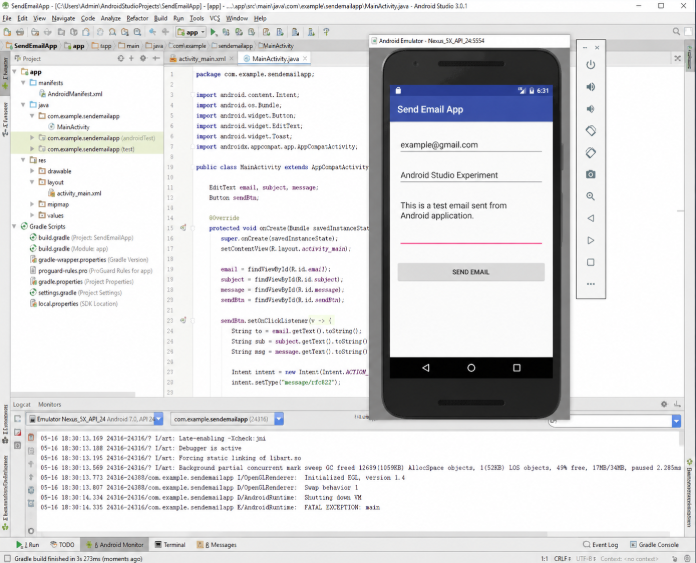 SendEmailApp - [C:\Users\Admin\AndroidStudioProjects\SendEmailApp] - [app] - ...\app\src\main\java\com\example\sendemailapp\MainActivity.java - Android Studio 3.0.1
File Edit View Navigate Code Analyze Refactor Build Run Tools VCS Window Help
SendEmailApp app main java com example sendemailapp MainActivity
Project
activity_main.xml MainActivity.java
app
manifests
AndroidManifest.xml
java
com.example.sendemailapp
MainActivity
com.example.sendemailapp (androidTest)
com.example.sendemailapp (test)
res
drawable
layout
activity_main.xml
mipmap
values
Gradle Scripts
build.gradle (Project: SendEmailApp)
build.gradle (Module: app)
gradle-wrapper.properties (Gradle Version)
proguard-rules.pro (ProGuard Rules for app)
gradle.properties (Project Properties)
settings.gradle (Project Settings)
local.properties (SDK Location)
package com.example.sendemailapp;
import android.content.Intent;
import android.os.Bundle;
import android.widget.Button;
import android.widget.EditText;
import android.widget.Toast;
import androidx.appcompat.app.AppCompatActivity;
public class MainActivity extends AppCompatActivity
EditText email, subject, message;
Button sendBtn;
@Override
protected void onCreate(Bundle savedInstanceState
super.onCreate(savedInstanceState);
setContentView(R.layout.activity_main);
email = findViewById(R.id.email);
subject = findViewById(R.id.subject);
message = findViewById(R.id.message);
sendBtn = findViewById(R.id.sendBtn);
sendBtn.setOnClickListener(v -> {
String to = email.getText().toString();
String sub = subject.getText().toString()
String msg = message.getText().toString()
Intent intent = new Intent(Intent.ACTION_
intent.setType("message/rfc822");
Android Emulator - Nexus_5X_API_24:5554
6:31
Send Email App
example@gmail.com
Android Studio Experiment
This is a test email sent from
Android application.
SEND EMAIL
Logcat Monitors
Emulator Nexus_5X_API_24 Android 7.0, API 24
com.example.sendemailapp (24316)
05-16 18:30:13.169 24316-24316/? I/art: Late-enabling -Xcheck:jni
05-16 18:30:13.188 24316-24316/? I/art: Debugger is active
05-16 18:30:13.195 24316-24316/? I/art: Forcing static linking of libart.so
05-16 18:30:13.569 24316-24316/? I/art: Background partial concurrent mark sweep GC freed 12689(1059KB) AllocSpace objects, 1(52KB) LOS objects, 49% free, 17MB/34MB, paused 2.285ms
05-16 18:30:13.773 24316-24388/com.example.sendemailapp I/OpenGLRenderer: Initialized EGL, version 1.4
05-16 18:30:13.807 24316-24388/com.example.sendemailapp I/OpenGLRenderer: Swap behavior 1
05-16 18:30:14.334 24316-24316/com.example.sendemailapp D/AndroidRuntime: Shutting down VM
05-16 18:30:14.335 24316-24316/com.example.sendemailapp E/AndroidRuntime: FATAL EXCEPTION: main
Run TODO 6: Android Monitor Terminal Messages Event Log Gradle Console
Gradle build finished in 3s 273ms (moments ago) 1:1 CRLF UTF-8 Context: <no context>